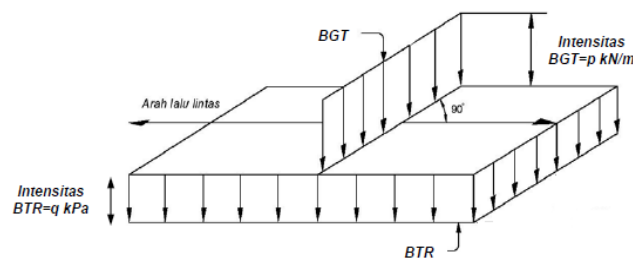 BGT
Intensitas
BGT=p kN/m
Arah lalu lintas
90°
Intensitas
BTR=q kPa
BTR